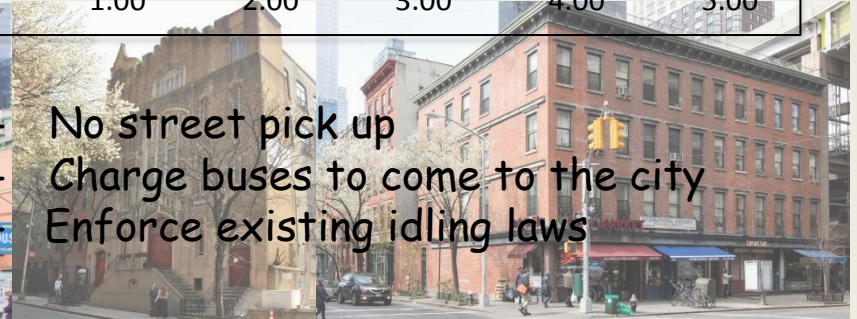 1.00 2.00 3.00 4.00 5.00
- No street pick up
- Charge buses to come to the city
- Enforce existing idling laws